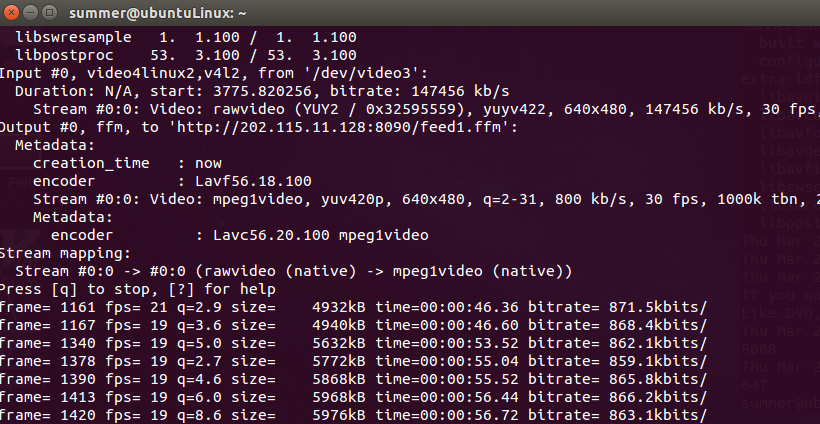 summer@ubuntuLinux: ~
libswresample   1.  1.100 /  1.  1.100
libpostproc    53.  3.100 / 53.  3.100
Input #0, video4linux2,v4l2, from '/dev/video3':
Duration: N/A, start: 3775.820256, bitrate: 147456 kb/s
Stream #0:0: Video: rawvideo (YUY2 / 0x32595559), yuyv422, 640x480, 147456 kb/s, 30 fps,
Output #0, ffm, to 'http://202.115.11.128:8090/feed1.ffm':
Metadata:
creation_time   : now
encoder         : Lavf56.18.100
Stream #0:0: Video: mpeg1video, yuv420p, 640x480, q=2-31, 800 kb/s, 30 fps, 1000k tbn, 2
Metadata:
encoder         : Lavc56.20.100 mpeg1video
Stream mapping:
Stream #0:0 -> #0:0 (rawvideo (native) -> mpeg1video (native))
Press [q] to stop, [?] for help
frame= 1161 fps= 21 q=2.9 size=    4932kB time=00:00:46.36 bitrate= 871.5kbits/
frame= 1167 fps= 19 q=3.6 size=    4940kB time=00:00:46.60 bitrate= 868.4kbits/
frame= 1340 fps= 19 q=5.0 size=    5632kB time=00:00:53.52 bitrate= 862.1kbits/
frame= 1378 fps= 19 q=2.7 size=    5772kB time=00:00:55.04 bitrate= 859.1kbits/
frame= 1390 fps= 19 q=4.6 size=    5868kB time=00:00:55.52 bitrate= 865.8kbits/
frame= 1413 fps= 19 q=6.0 size=    5968kB time=00:00:56.44 bitrate= 866.2kbits/
frame= 1420 fps= 19 q=8.6 size=    5976kB time=00:00:56.72 bitrate= 863.1kbits/